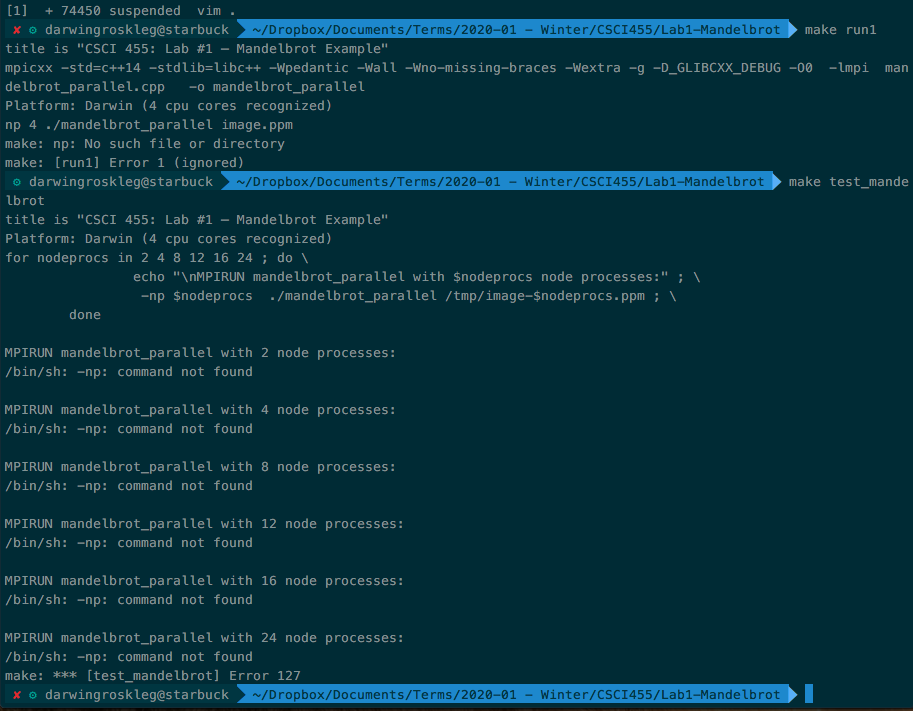 [1]  + 74450 suspended  vim .
✘ ⚙ darwingroskleg@starbuck ~/Dropbox/Documents/Terms/2020-01 - Winter/CSCI455/Lab1-Mandelbrot make run1
title is "CSCI 455: Lab #1 — Mandelbrot Example"
mpicxx -std=c++14 -stdlib=libc++ -Wpedantic -Wall -Wno-missing-braces -Wextra -g -D_GLIBCXX_DEBUG -O0  -lmpi  man
delbrot_parallel.cpp   -o mandelbrot_parallel
Platform: Darwin (4 cpu cores recognized)
np 4 ./mandelbrot_parallel image.ppm
make: np: No such file or directory
make: [run1] Error 1 (ignored)
⚙ darwingroskleg@starbuck ~/Dropbox/Documents/Terms/2020-01 - Winter/CSCI455/Lab1-Mandelbrot make test_mande
lbrot
title is "CSCI 455: Lab #1 — Mandelbrot Example"
Platform: Darwin (4 cpu cores recognized)
for nodeprocs in 2 4 8 12 16 24 ; do \
                echo "\nMPIRUN mandelbrot_parallel with $nodeprocs node processes:" ; \
                 -np $nodeprocs  ./mandelbrot_parallel /tmp/image-$nodeprocs.ppm ; \
        done
MPIRUN mandelbrot_parallel with 2 node processes:
/bin/sh: -np: command not found
MPIRUN mandelbrot_parallel with 4 node processes:
/bin/sh: -np: command not found
MPIRUN mandelbrot_parallel with 8 node processes:
/bin/sh: -np: command not found
MPIRUN mandelbrot_parallel with 12 node processes:
/bin/sh: -np: command not found
MPIRUN mandelbrot_parallel with 16 node processes:
/bin/sh: -np: command not found
MPIRUN mandelbrot_parallel with 24 node processes:
/bin/sh: -np: command not found
make: *** [test_mandelbrot] Error 127
✘ ⚙ darwingroskleg@starbuck ~/Dropbox/Documents/Terms/2020-01 - Winter/CSCI455/Lab1-Mandelbrot